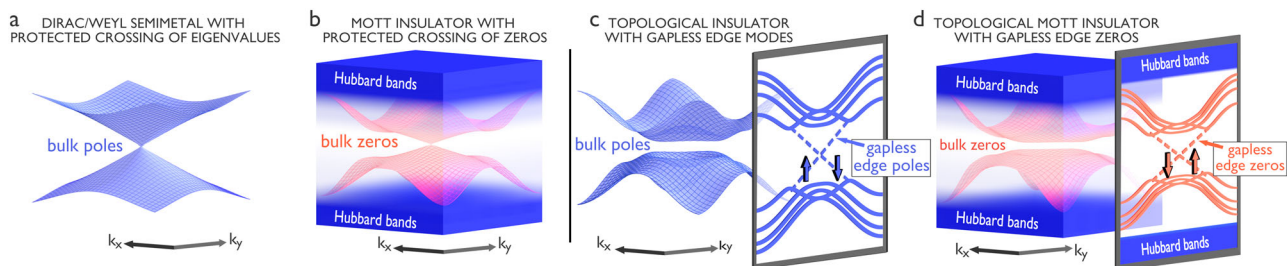 a
DIRAC/WEYL SEMIMETAL WITH
PROTECTED CROSSING OF EIGENVALUES
bulk poles
kx
ky
b
MOTT INSULATOR WITH
PROTECTED CROSSING OF ZEROS
Hubbard bands
bulk zeros
Hubbard bands
kx
ky
c
TOPOLOGICAL INSULATOR
WITH GAPLESS EDGE MODES
bulk poles
gapless
edge poles
kx
ky
d
TOPOLOGICAL MOTT INSULATOR
WITH GAPLESS EDGE ZEROS
Hubbard bands
Hubbard bands
bulk zeros
gapless
edge zeros
Hubbard bands
Hubbard bands
kx
ky